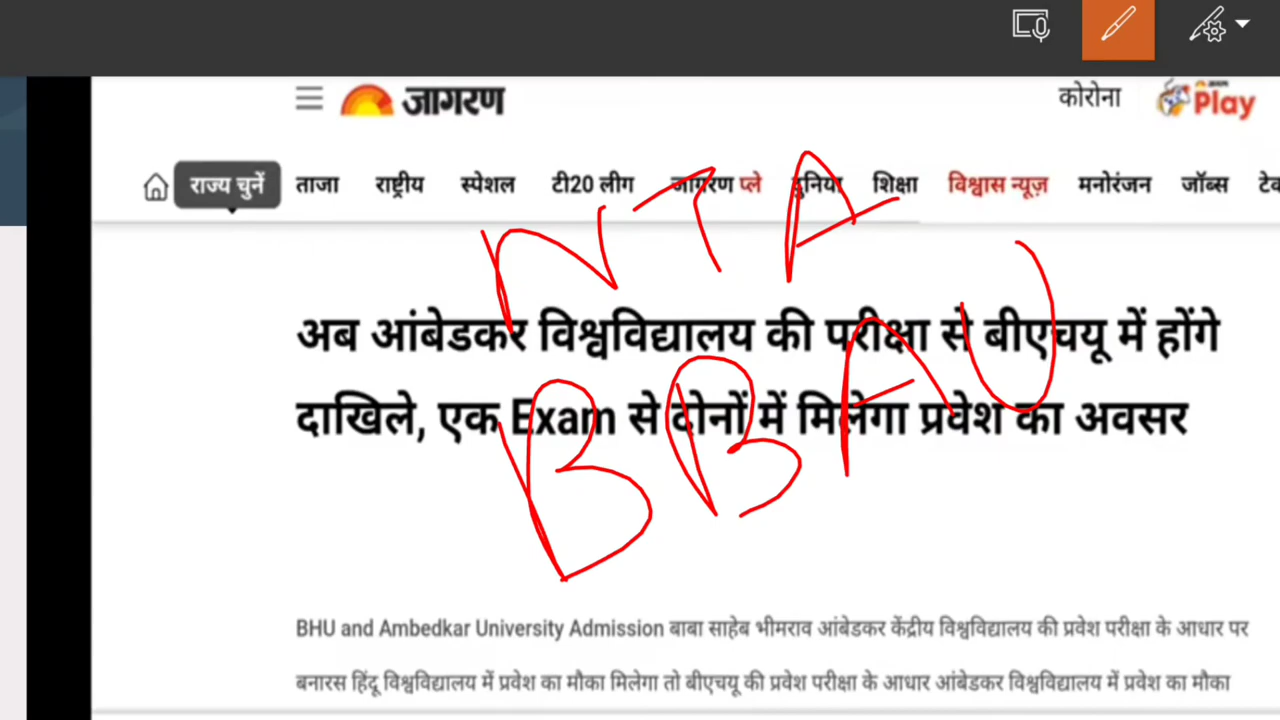 जागरण कोरोना Play
राज्य चुनें ताजा राष्ट्रीय स्पेशल टी20 लीग जागरण प्ले दुनिया शिक्षा विश्वास न्यूज़ मनोरंजन जॉब्स
NTA
अब आंबेडकर विश्वविद्यालय की परीक्षा से बीएचयू में होंगे
दाखिले, एक Exam से दोनों में मिलेगा प्रवेश का अवसर
BBAU
BHU and Ambedkar University Admission बाबा साहेब भीमराव आंबेडकर केंद्रीय विश्वविद्यालय की प्रवेश परीक्षा के आधार पर
बनारस हिंदू विश्वविद्यालय में प्रवेश का मौका मिलेगा तो बीएचयू की प्रवेश परीक्षा के आधार आंबेडकर विश्वविद्यालय में प्रवेश का मौका